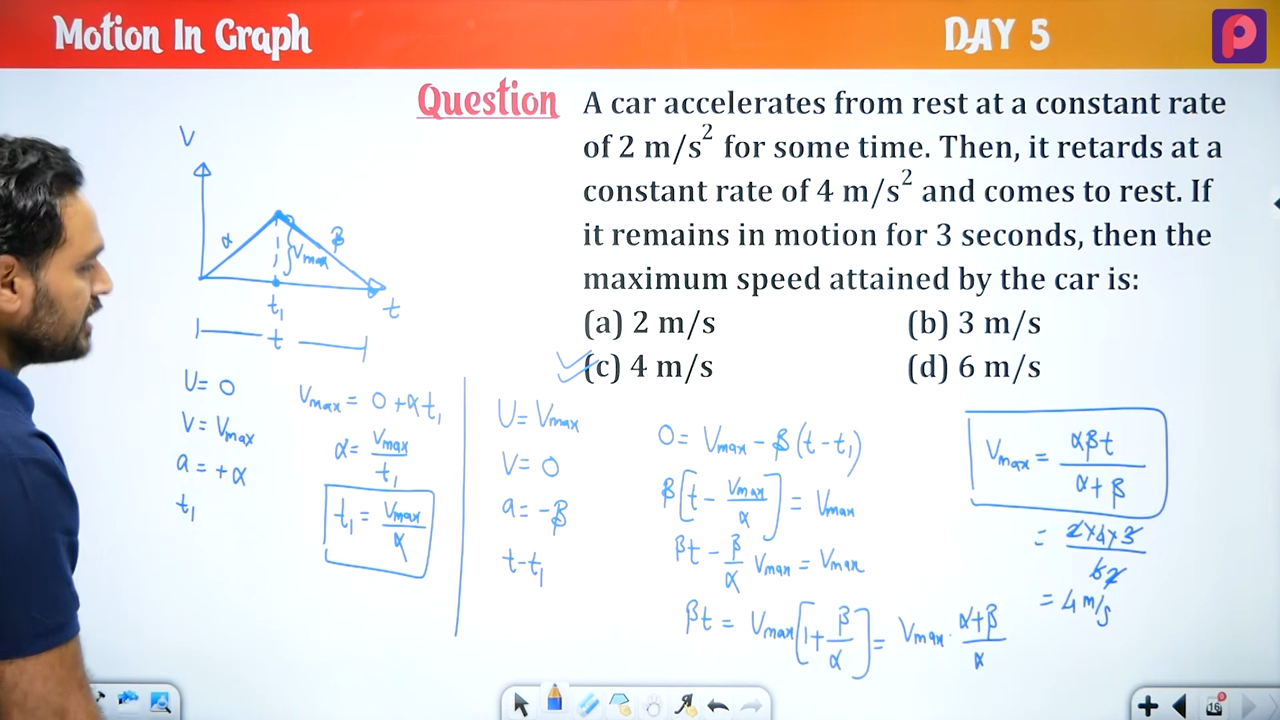 Motion In Graph
DAY 5
Question
A car accelerates from rest at a constant rate
of 2 m/s² for some time. Then, it retards at a
constant rate of 4 m/s² and comes to rest. If
it remains in motion for 3 seconds, then the
maximum speed attained by the car is:
(a) 2 m/s
(b) 3 m/s
(c) 4 m/s
(d) 6 m/s
V
α
β
Vmax
t₁
t
t
U = 0
V = Vmax
a = +α
t₁
Vmax = 0 + αt₁
α = Vmax/t₁
t₁ = Vmax/α
U = Vmax
V = 0
a = -β
t-t₁
0 = Vmax - β(t-t₁)
β[t - Vmax/α] = Vmax
βt - β/α Vmax = Vmax
βt = Vmax[1+β/α] = Vmax · α+β/α
Vmax = αβt/α+β
= 2×4×3/6 2
= 4 m/s
16